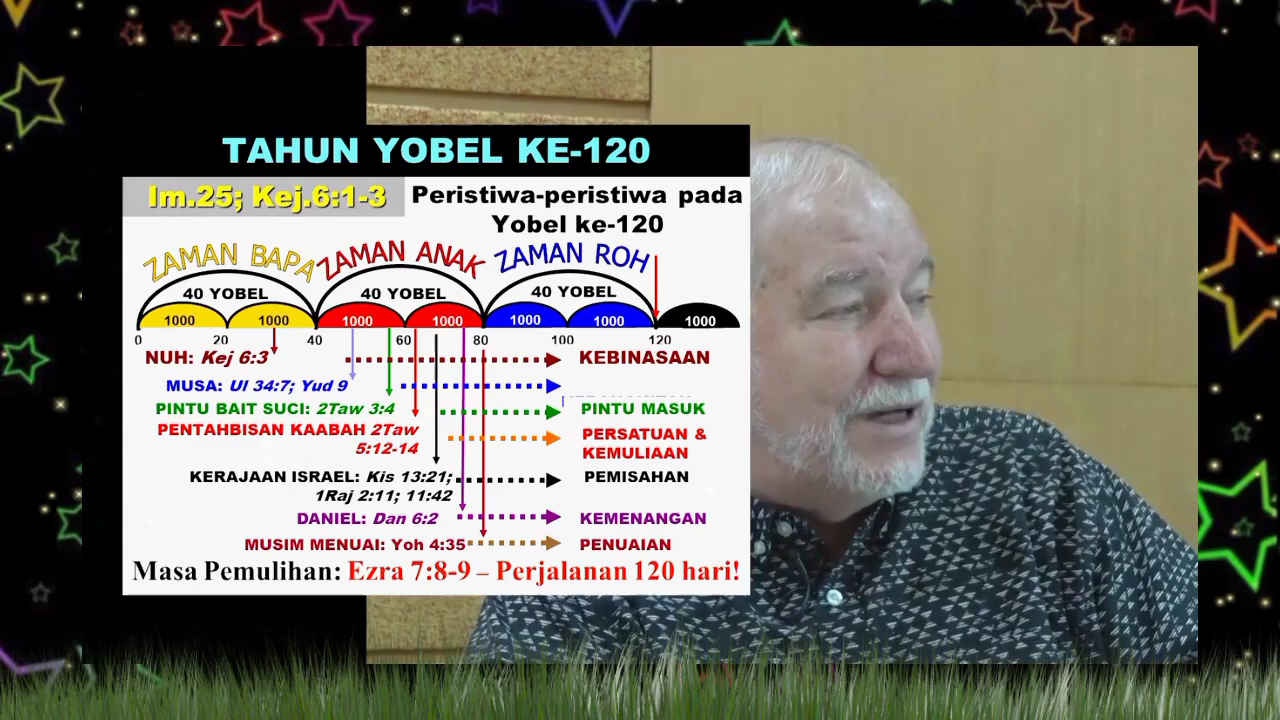 TAHUN YOBEL KE-120
Im.25; Kej.6:1-3
Peristiwa-peristiwa pada
Yobel ke-120
ZAMAN BAPA
ZAMAN ANAK
ZAMAN ROH
40 YOBEL
40 YOBEL
40 YOBEL
1000 1000 1000 1000 1000 1000 1000
0 20 40 60 80 100 120
NUH: Kej 6:3
KEBINASAAN
MUSA: Ul 34:7; Yud 9
PINTU BAIT SUCI: 2Taw 3:4
PINTU MASUK
PENTAHBISAN KAABAH 2Taw
5:12-14
PERSATUAN &
KEMULIAAN
KERAJAAN ISRAEL: Kis 13:21;
1Raj 2:11; 11:42
PEMISAHAN
DANIEL: Dan 6:2
KEMENANGAN
MUSIM MENUAI: Yoh 4:35
PENUAIAN
Masa Pemulihan: Ezra 7:8-9 – Perjalanan 120 hari!